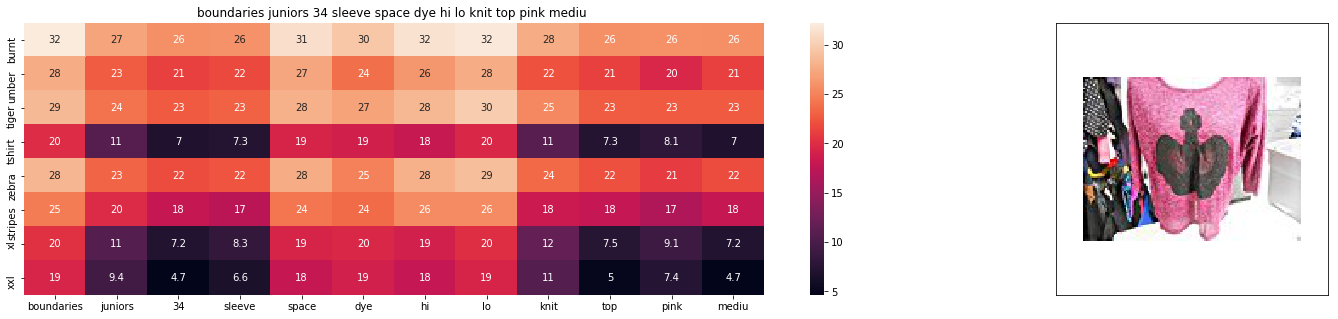 boundaries juniors 34 sleeve space dye hi lo knit top pink mediu
burnt 32 27 26 26 31 30 32 32 28 26 26 26
umber 28 23 21 22 27 24 26 28 22 21 20 21
tiger 29 24 23 23 28 27 28 30 25 23 23 23
tshirt 20 11 7 7.3 19 19 18 20 11 7.3 8.1 7
zebra 28 23 22 22 28 25 28 29 24 22 21 22
stripes 25 20 18 17 24 24 26 26 18 18 17 18
xl 20 11 7.2 8.3 19 20 19 20 12 7.5 9.1 7.2
xxl 19 9.4 4.7 6.6 18 19 18 19 11 5 7.4 4.7
boundaries juniors 34 sleeve space dye hi lo knit top pink mediu
30
25
20
15
10
5